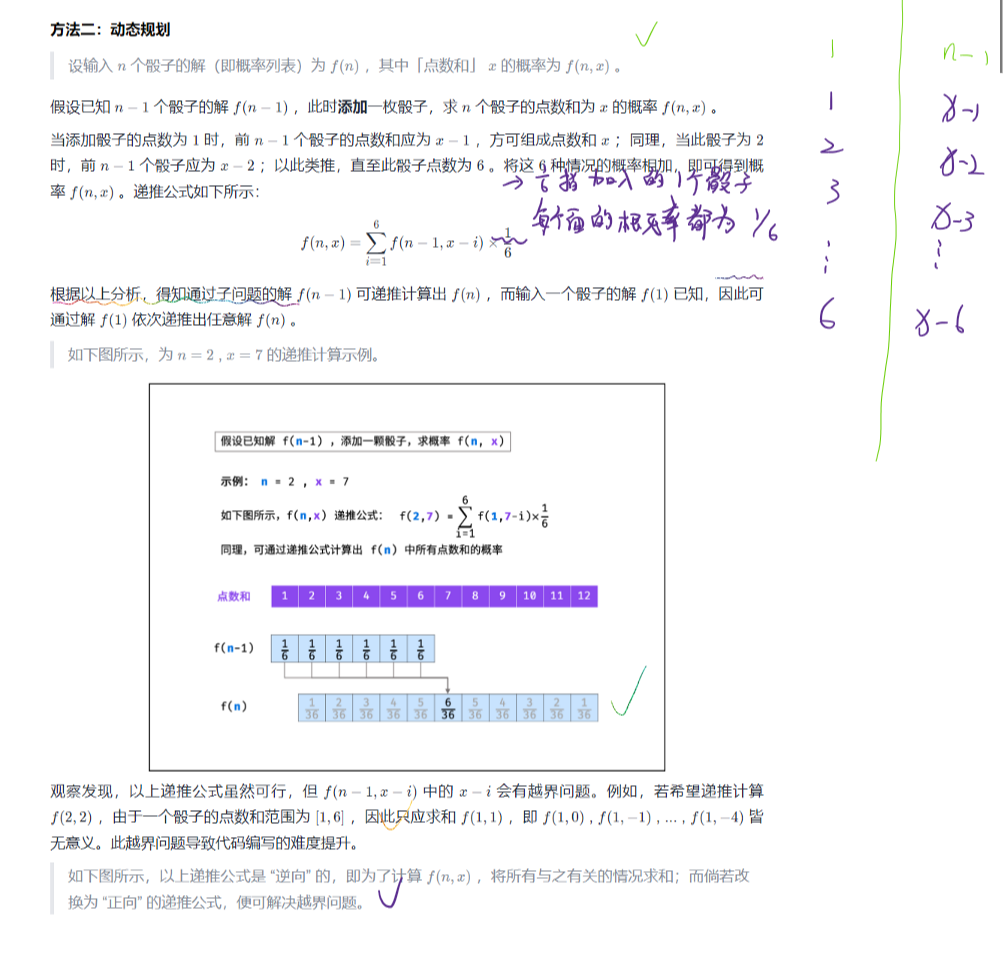 方法二：动态规划
设输入 n 个骰子的解（即概率列表）为 f(n) ，其中「点数和」 x 的概率为 f(n, x) 。
假设已知 n − 1 个骰子的解 f(n − 1) ，此时添加一枚骰子，求 n 个骰子的点数和为 x 的概率 f(n, x) 。
当添加骰子的点数为 1 时，前 n − 1 个骰子的点数和应为 x − 1 ，方可组成点数和 x ；同理，当此骰子为 2
时，前 n − 1 个骰子应为 x − 2 ；以此类推，直至此骰子点数为 6 。将这 6 种情况的概率相加，即可得到概
率 f(n, x) 。递推公式如下所示：
→ 去掉加入的1个骰子
每个面的概率都为 1/6
f(n, x) = ∑_{i=1}^{6} f(n − 1, x − i) × 1/6
根据以上分析，得知通过子问题的解 f(n − 1) 可递推计算出 f(n) ，而输入一个骰子的解 f(1) 已知，因此可
通过解 f(1) 依次递推出任意解 f(n) 。
如下图所示，为 n = 2 , x = 7 的递推计算示例。
1 n-1
1 x-1
2 x-2
3 x-3
⋮ ⋮
6 x-6
假设已知解 f(n-1) ，添加一颗骰子，求概率 f(n, x)
示例： n = 2 , x = 7
如下图所示，f(n,x) 递推公式： f(2,7) = ∑_{i=1}^{6} f(1,7-i)×1/6
同理，可通过递推公式计算出 f(n) 中所有点数和的概率
点数和 1 2 3 4 5 6 7 8 9 10 11 12
f(n-1) 1/6 1/6 1/6 1/6 1/6 1/6
f(n) 1/36 2/36 3/36 4/36 5/36 6/36 5/36 4/36 3/36 2/36 1/36
观察发现，以上递推公式虽然可行，但 f(n − 1, x − i) 中的 x − i 会有越界问题。例如，若希望递推计算
f(2, 2) ，由于一个骰子的点数和范围为 [1, 6] ，因此只应求和 f(1, 1) ，即 f(1, 0) , f(1, −1) , ... , f(1, −4) 皆
无意义。此越界问题导致代码编写的难度提升。
如下图所示，以上递推公式是 “逆向” 的，即为了计算 f(n, x) ，将所有与之有关的情况求和；而倘若改
换为 “正向” 的递推公式，便可解决越界问题。